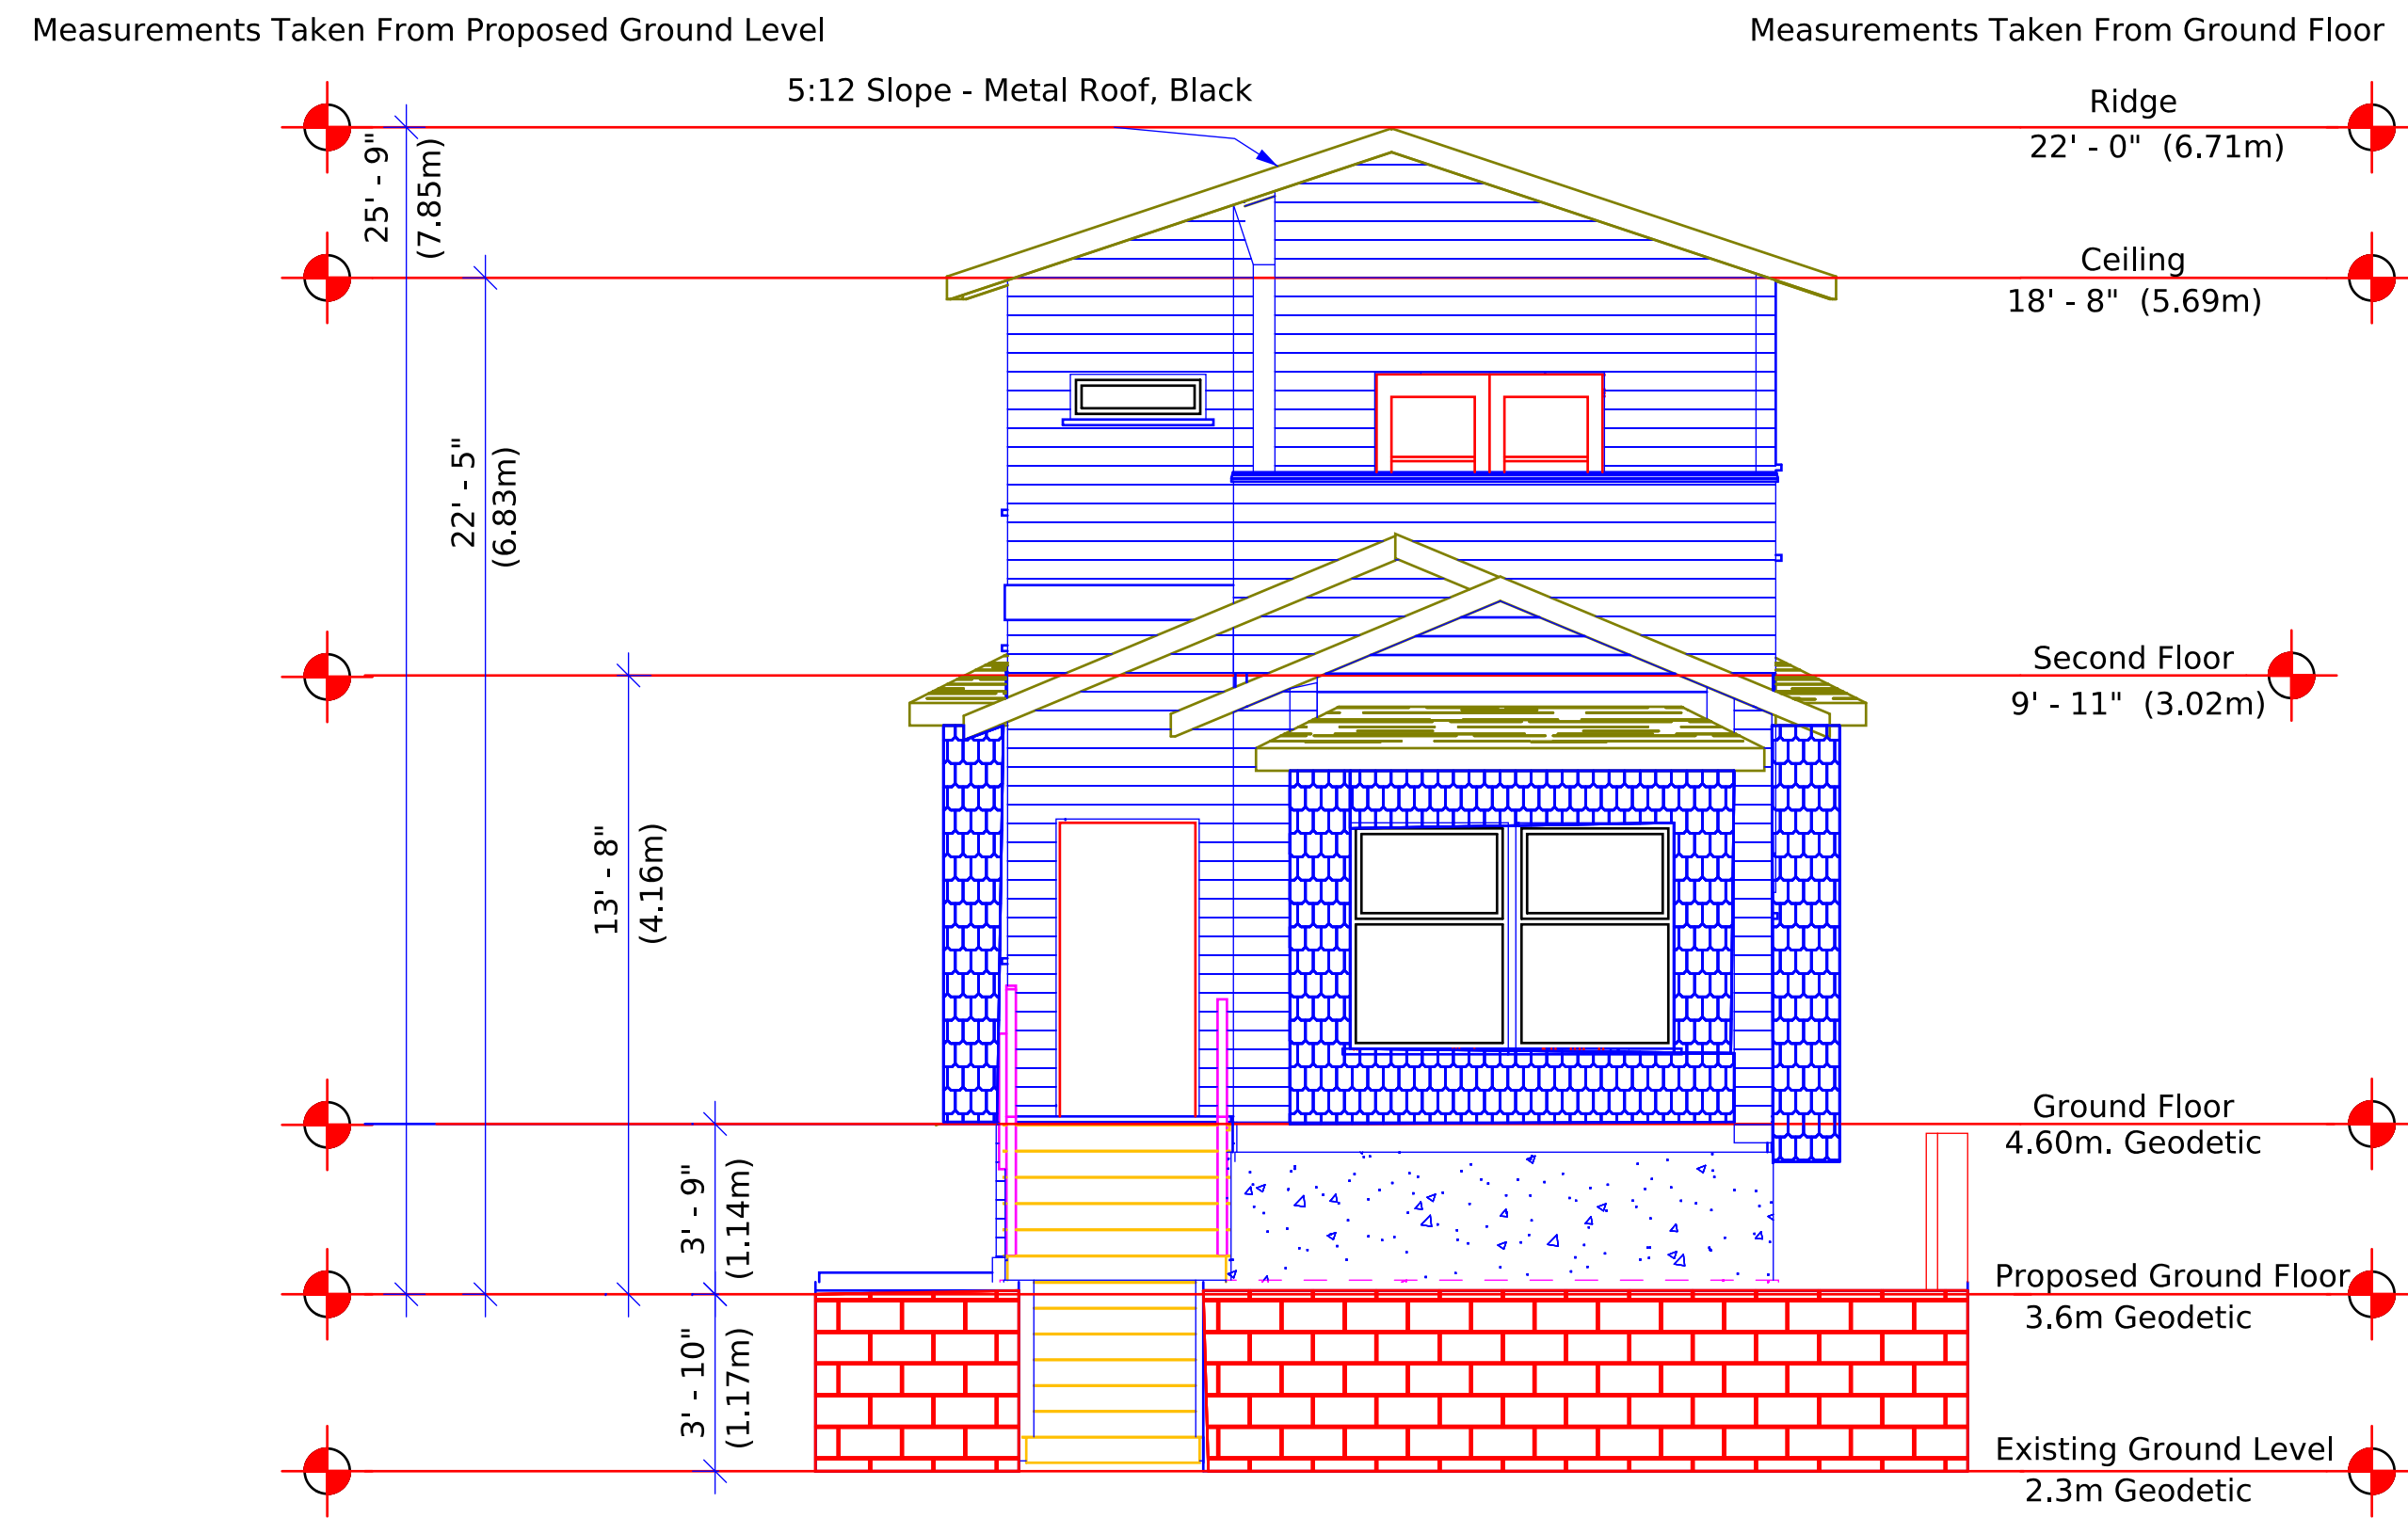 Measurements Taken From Proposed Ground Level
Measurements Taken From Ground Floor
5:12 Slope - Metal Roof, Black
Ridge
22' - 0" (6.71m)
25' - 9"
(7.85m)
Ceiling
18' - 8" (5.69m)
22' - 5"
(6.83m)
Second Floor
9' - 11" (3.02m)
13' - 8"
(4.16m)
Ground Floor
4.60m. Geodetic
3' - 9"
(1.14m)
Proposed Ground Floor
3.6m Geodetic
3' - 10"
(1.17m)
Existing Ground Level
2.3m Geodetic